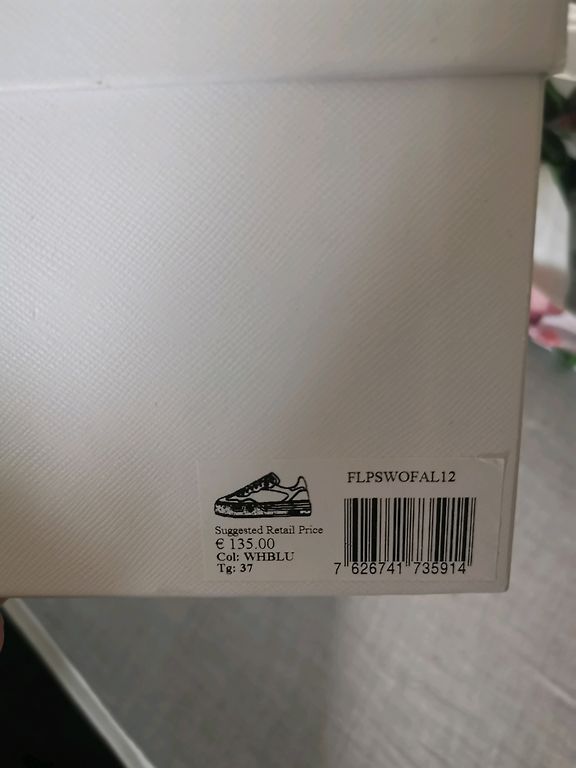 FLPSWOFAL12
Suggested Retail Price
€ 135.00
Col: WHBLU
Tg: 37
7 626741 735914